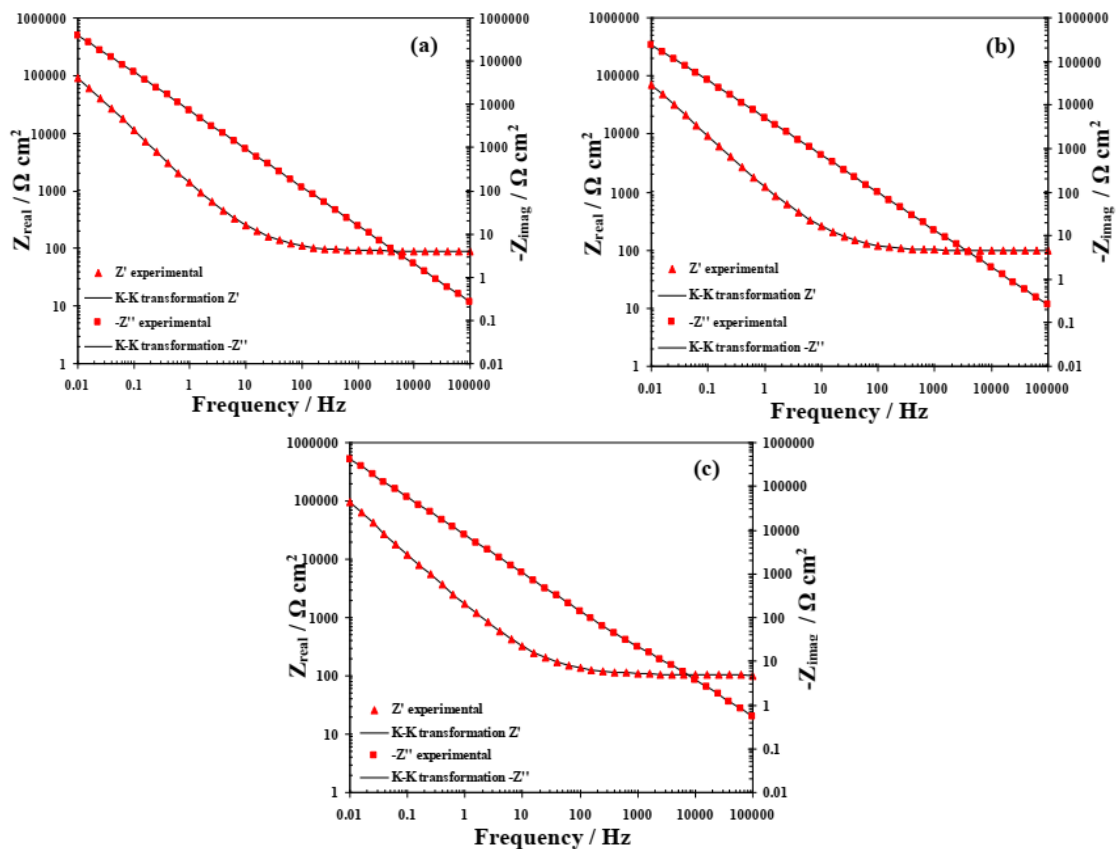 (a)
1000000
100000
10000
1000
100
10
1
Z_real / Ω cm²
1000000
100000
10000
1000
100
10
1
0.1
0.01
-Z_imag / Ω cm²
Z' experimental
K-K transformation Z'
-Z'' experimental
K-K transformation -Z''
0.01 0.1 1 10 100 1000 10000 100000
Frequency / Hz
(b)
1000000
100000
10000
1000
100
10
1
Z_real / Ω cm²
1000000
100000
10000
1000
100
10
1
0.1
0.01
-Z_imag / Ω cm²
Z' experimental
K-K transformation Z'
-Z'' experimental
K-K transformation -Z''
0.01 0.1 1 10 100 1000 10000 100000
Frequency / Hz
(c)
1000000
100000
10000
1000
100
10
1
Z_real / Ω cm²
1000000
100000
10000
1000
100
10
1
0.1
0.01
-Z_imag / Ω cm²
Z' experimental
K-K transformation Z'
-Z'' experimental
K-K transformation -Z''
0.01 0.1 1 10 100 1000 10000 100000
Frequency / Hz